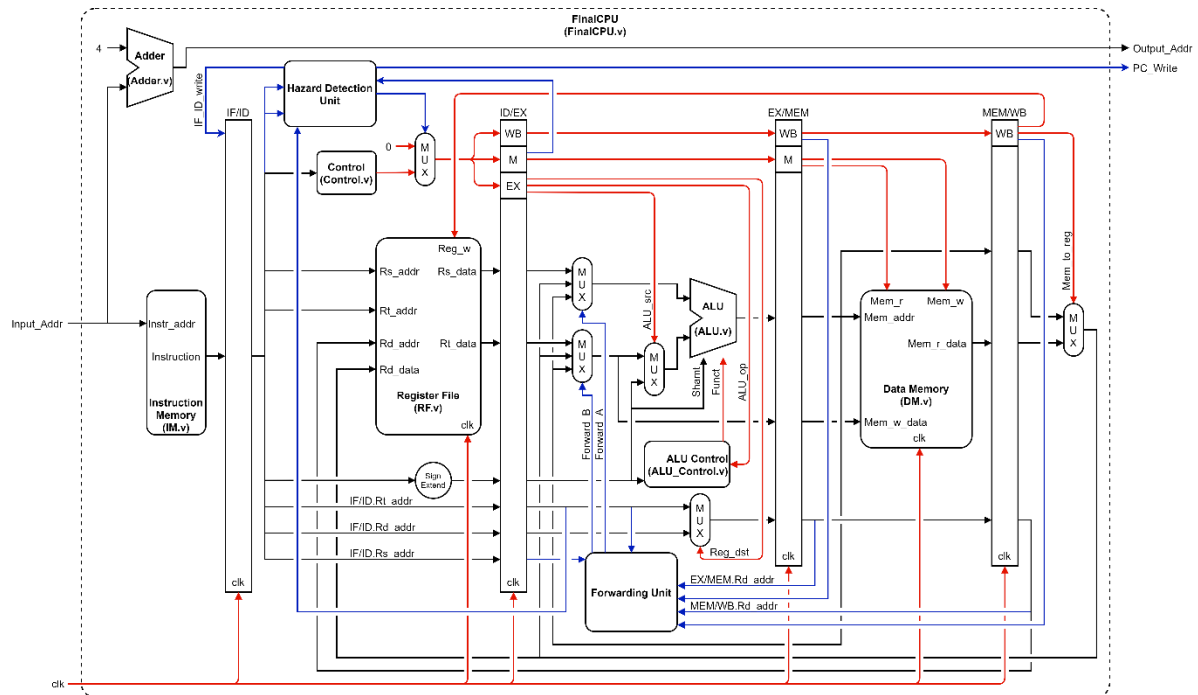 FinalCPU
(FinalCPU.v)
4
Adder
(Adder.v)
Output_Addr
PC_Write
IF_ID_write
Hazard Detection
Unit
IF/ID
ID/EX
EX/MEM
MEM/WB
WB
WB
WB
0
M
U
X
M
M
EX
Control
(Control.v)
Reg_w
Rs_addr
Rs_data
Rt_addr
Rd_addr
Rt_data
Rd_data
Register File
(RF.v)
clk
M
U
X
M
U
X
ALU_src
M
U
X
ALU
(ALU.v)
Shamt
Funct
ALU_op
Mem_r
Mem_w
Mem_addr
Mem_r_data
Data Memory
(DM.v)
Mem_w_data
clk
Mem_to_reg
M
U
X
Input_Addr
Instr_addr
Instruction
Instruction
Memory
(IM.v)
Forward_B
Forward_A
ALU Control
(ALU_Control.v)
Sign
Extend
IF/ID.Rt_addr
IF/ID.Rd_addr
IF/ID.Rs_addr
M
U
X
Reg_dst
clk
clk
clk
clk
Forwarding Unit
EX/MEM.Rd_addr
MEM/WB.Rd_addr
clk